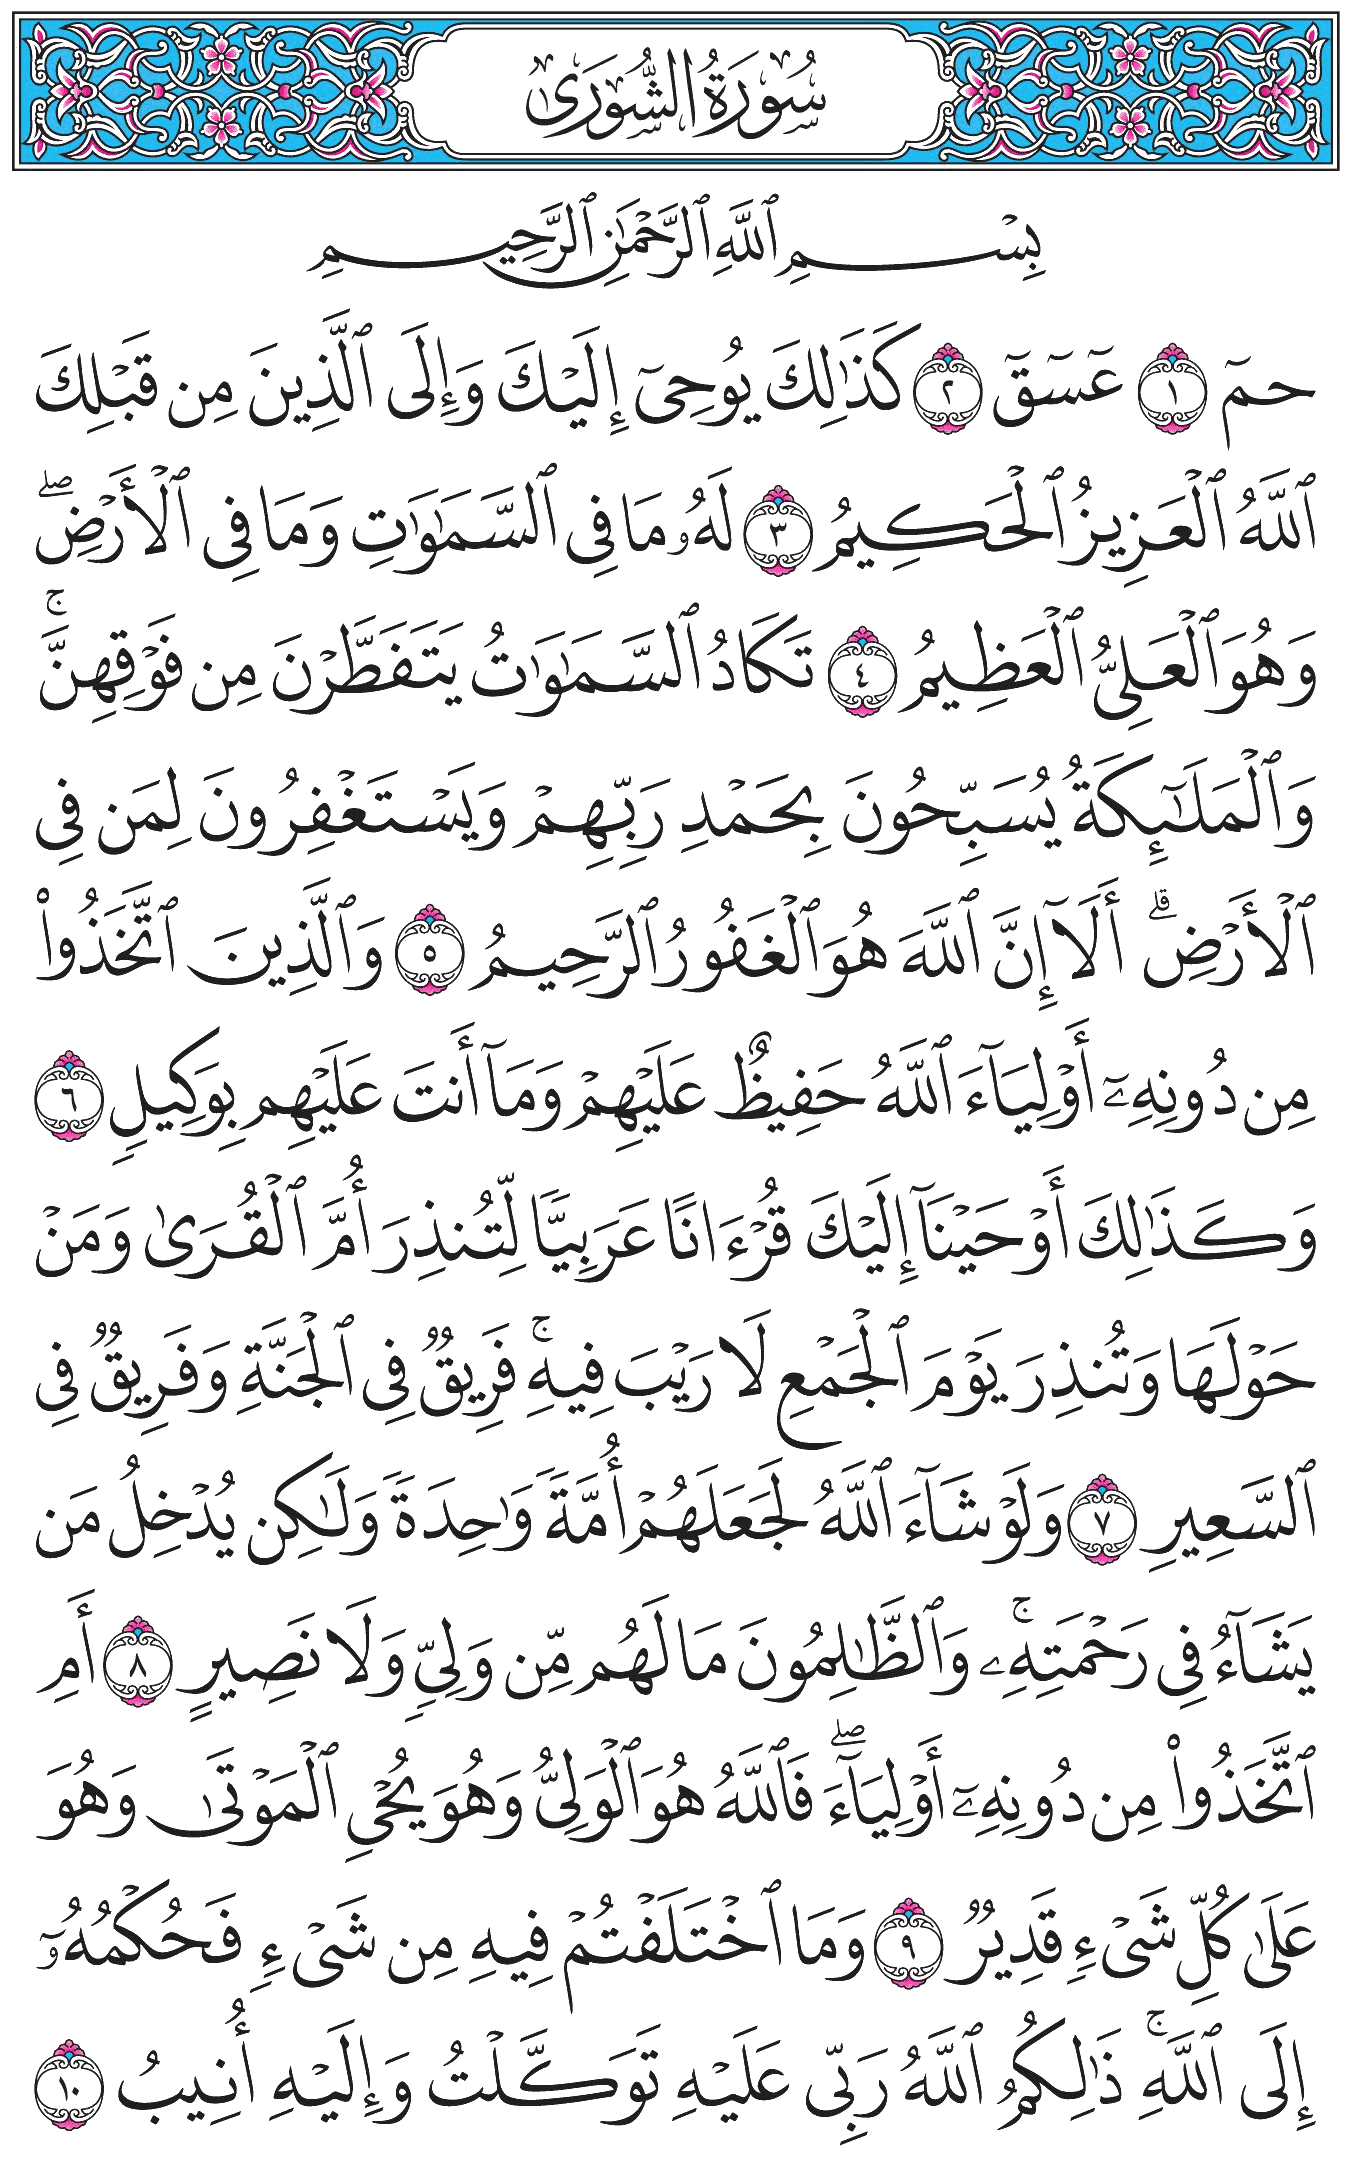 سُورَةُ الشُّورَىٰ
بِسْمِ ٱللَّهِ ٱلرَّحْمَٰنِ ٱلرَّحِيمِ
حمٓ ١ عٓسٓقٓ ٢ كَذَٰلِكَ يُوحِىٓ إِلَيْكَ وَإِلَى ٱلَّذِينَ مِن قَبْلِكَ
ٱللَّهُ ٱلْعَزِيزُ ٱلْحَكِيمُ ٣ لَهُۥ مَا فِى ٱلسَّمَٰوَٰتِ وَمَا فِى ٱلْأَرْضِۖ
وَهُوَ ٱلْعَلِىُّ ٱلْعَظِيمُ ٤ تَكَادُ ٱلسَّمَٰوَٰتُ يَتَفَطَّرْنَ مِن فَوْقِهِنَّۚ
وَٱلْمَلَٰٓئِكَةُ يُسَبِّحُونَ بِحَمْدِ رَبِّهِمْ وَيَسْتَغْفِرُونَ لِمَن فِى
ٱلْأَرْضِۗ أَلَآ إِنَّ ٱللَّهَ هُوَ ٱلْغَفُورُ ٱلرَّحِيمُ ٥ وَٱلَّذِينَ ٱتَّخَذُوا۟
مِن دُونِهِۦٓ أَوْلِيَآءَ ٱللَّهُ حَفِيظٌ عَلَيْهِمْ وَمَآ أَنتَ عَلَيْهِم بِوَكِيلٍ ٦
وَكَذَٰلِكَ أَوْحَيْنَآ إِلَيْكَ قُرْءَانًا عَرَبِيًّا لِّتُنذِرَ أُمَّ ٱلْقُرَىٰ وَمَنْ
حَوْلَهَا وَتُنذِرَ يَوْمَ ٱلْجَمْعِ لَا رَيْبَ فِيهِۚ فَرِيقٌ فِى ٱلْجَنَّةِ وَفَرِيقٌ فِى
ٱلسَّعِيرِ ٧ وَلَوْ شَآءَ ٱللَّهُ لَجَعَلَهُمْ أُمَّةً وَٰحِدَةً وَلَٰكِن يُدْخِلُ مَن
يَشَآءُ فِى رَحْمَتِهِۦۚ وَٱلظَّٰلِمُونَ مَا لَهُم مِّن وَلِىٍّ وَلَا نَصِيرٍ ٨ أَمِ
ٱتَّخَذُوا۟ مِن دُونِهِۦٓ أَوْلِيَآءَۖ فَٱللَّهُ هُوَ ٱلْوَلِىُّ وَهُوَ يُحْىِ ٱلْمَوْتَىٰ وَهُوَ
عَلَىٰ كُلِّ شَىْءٍ قَدِيرٌ ٩ وَمَا ٱخْتَلَفْتُمْ فِيهِ مِن شَىْءٍ فَحُكْمُهُۥٓ
إِلَى ٱللَّهِۚ ذَٰلِكُمُ ٱللَّهُ رَبِّى عَلَيْهِ تَوَكَّلْتُ وَإِلَيْهِ أُنِيبُ ١٠